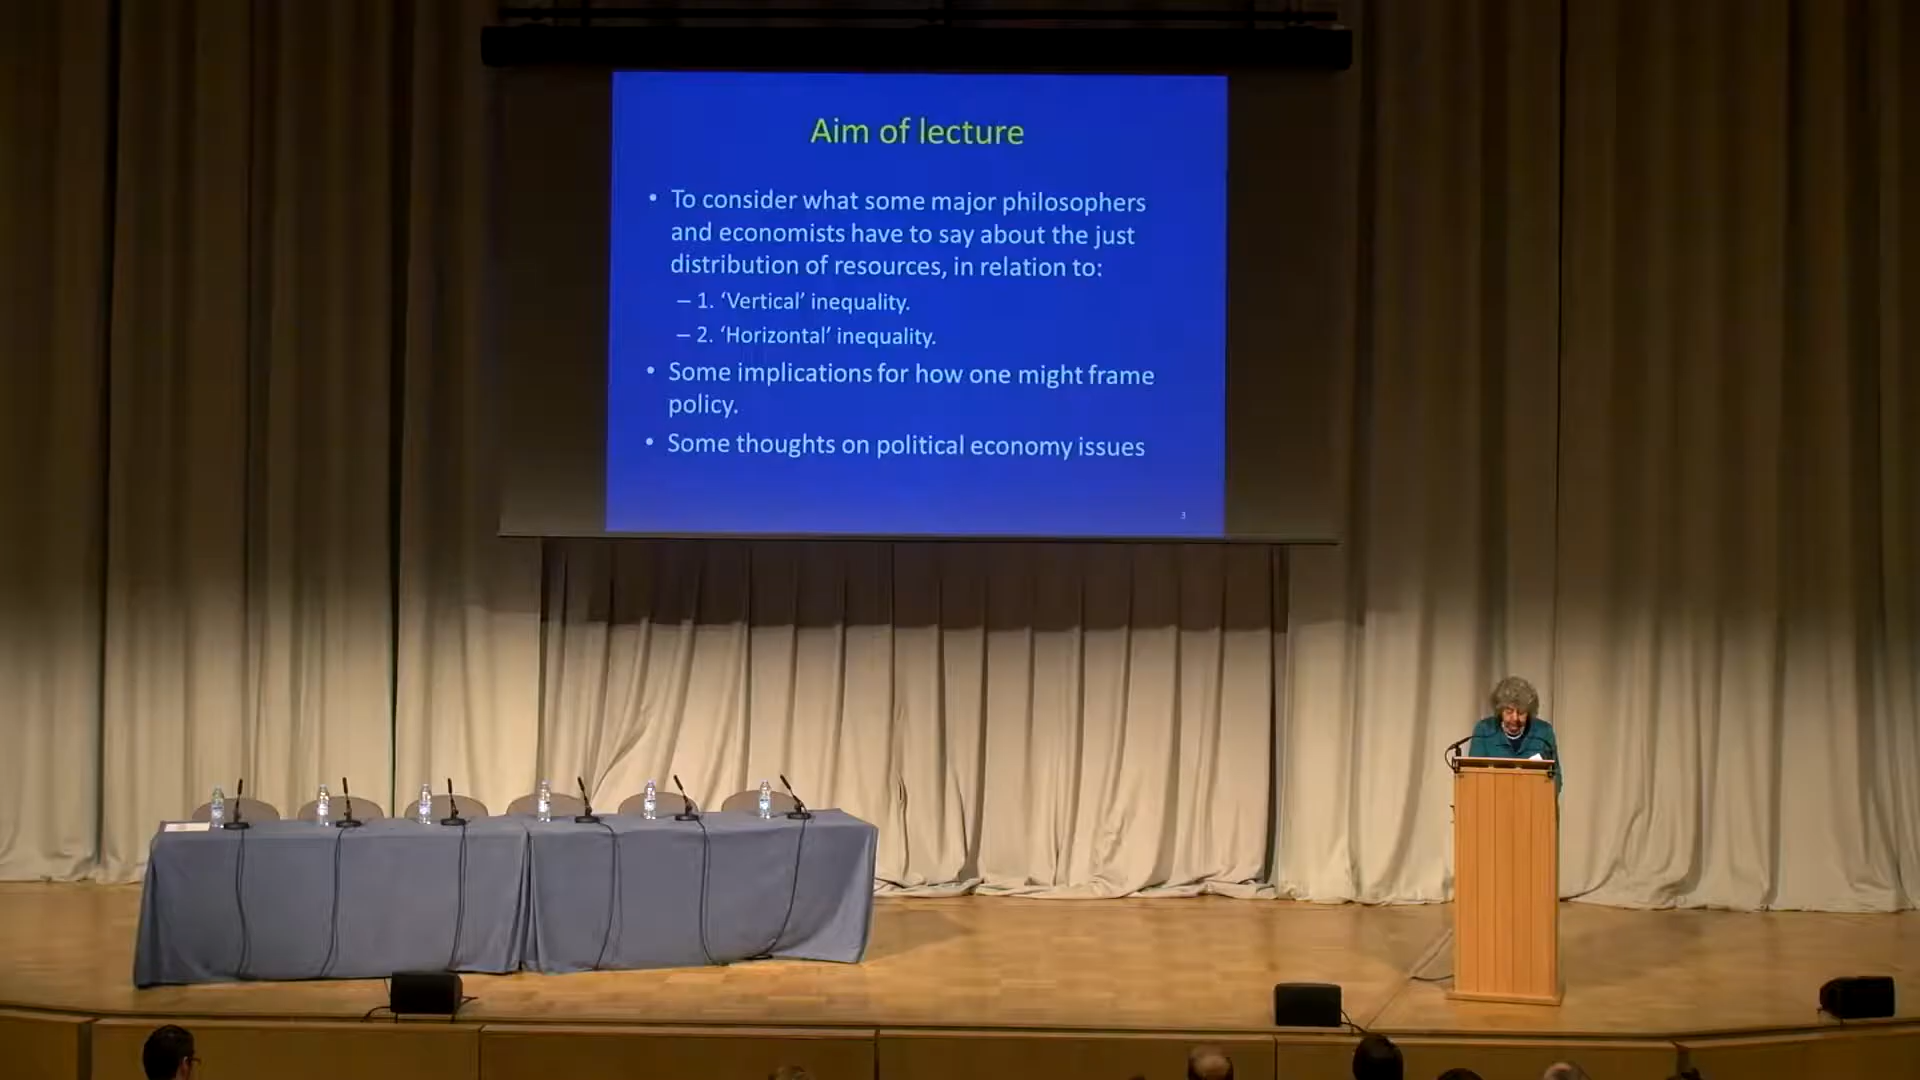 Aim of lecture
• To consider what some major philosophers
and economists have to say about the just
distribution of resources, in relation to:
– 1. ‘Vertical’ inequality.
– 2. ‘Horizontal’ inequality.
• Some implications for how one might frame
policy.
• Some thoughts on political economy issues
3